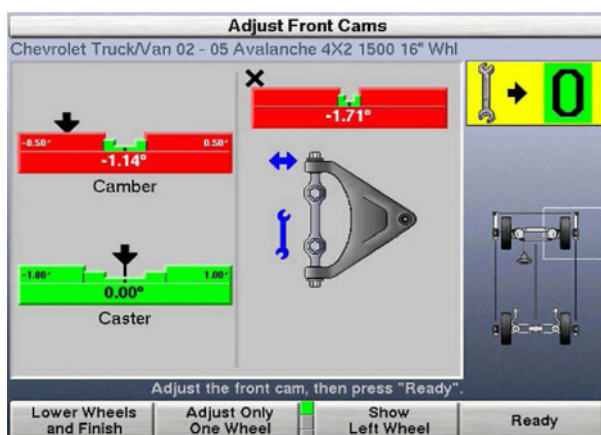 Adjust Front Cams
Chevrolet Truck/Van 02 - 05 Avalanche 4X2 1500 16" Whl
-0.50° 0.50°
-1.14°
Camber
-1.00° 1.00°
0.00°
Caster
-1.71°
0
Adjust the front cam, then press "Ready".
Lower Wheels
and Finish
Adjust Only
One Wheel
Show
Left Wheel
Ready